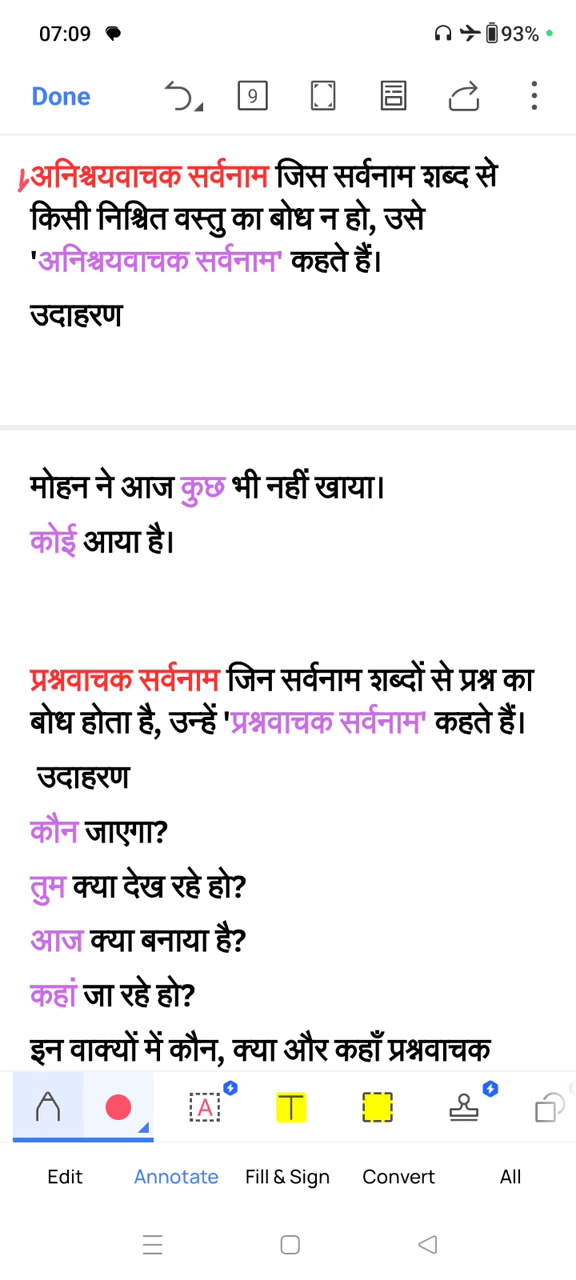 07:09
93%
Done
9
अनिश्चयवाचक सर्वनाम जिस सर्वनाम शब्द से
किसी निश्चित वस्तु का बोध न हो, उसे
'अनिश्चयवाचक सर्वनाम' कहते हैं।
उदाहरण
मोहन ने आज कुछ भी नहीं खाया।
कोई आया है।
प्रश्नवाचक सर्वनाम जिन सर्वनाम शब्दों से प्रश्न का
बोध होता है, उन्हें 'प्रश्नवाचक सर्वनाम' कहते हैं।
उदाहरण
कौन जाएगा?
तुम क्या देख रहे हो?
आज क्या बनाया है?
कहां जा रहे हो?
इन वाक्यों में कौन, क्या और कहाँ प्रश्नवाचक
A T
Edit Annotate Fill & Sign Convert All